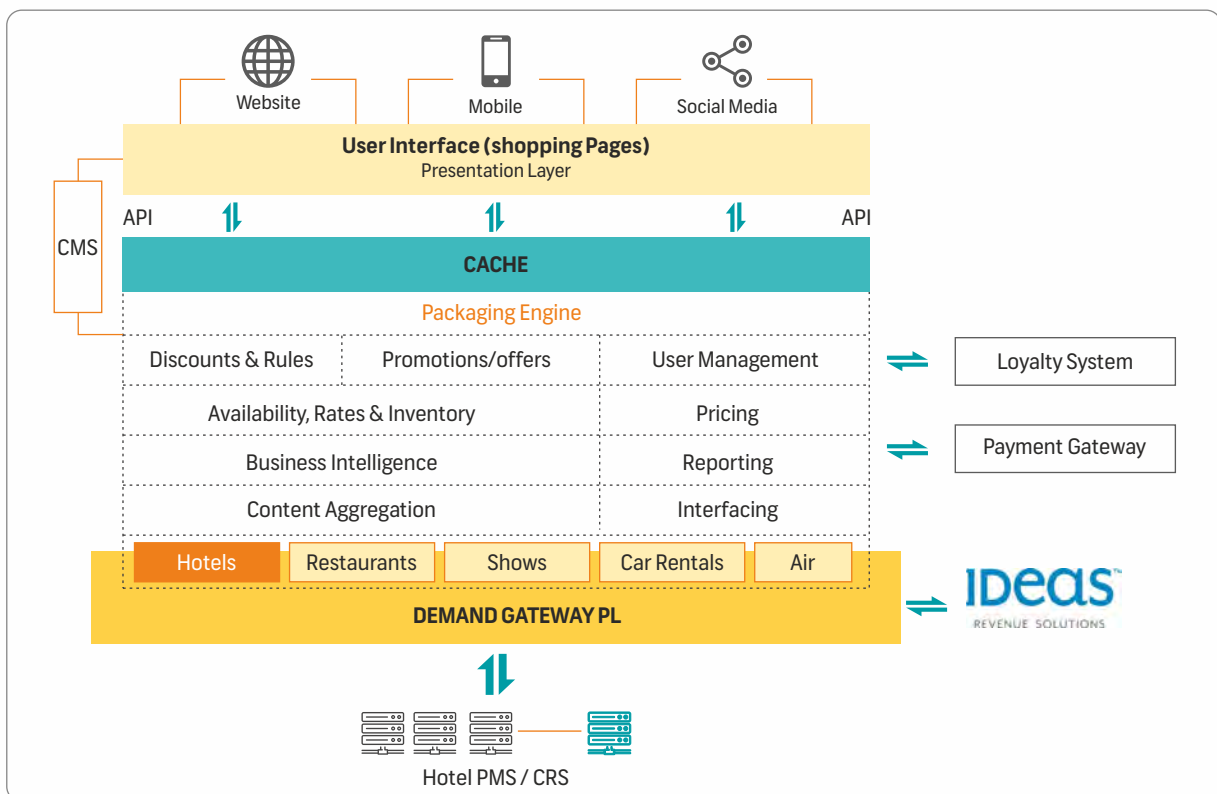 Website
Mobile
Social Media
User Interface (shopping Pages)
Presentation Layer
API
API
CMS
CACHE
Packaging Engine
Discounts & Rules
Promotions/offers
User Management
Loyalty System
Availability, Rates & Inventory
Pricing
Business Intelligence
Reporting
Payment Gateway
Content Aggregation
Interfacing
Hotels
Restaurants
Shows
Car Rentals
Air
DEMAND GATEWAY PL
IDeaS™
REVENUE SOLUTIONS
Hotel PMS / CRS